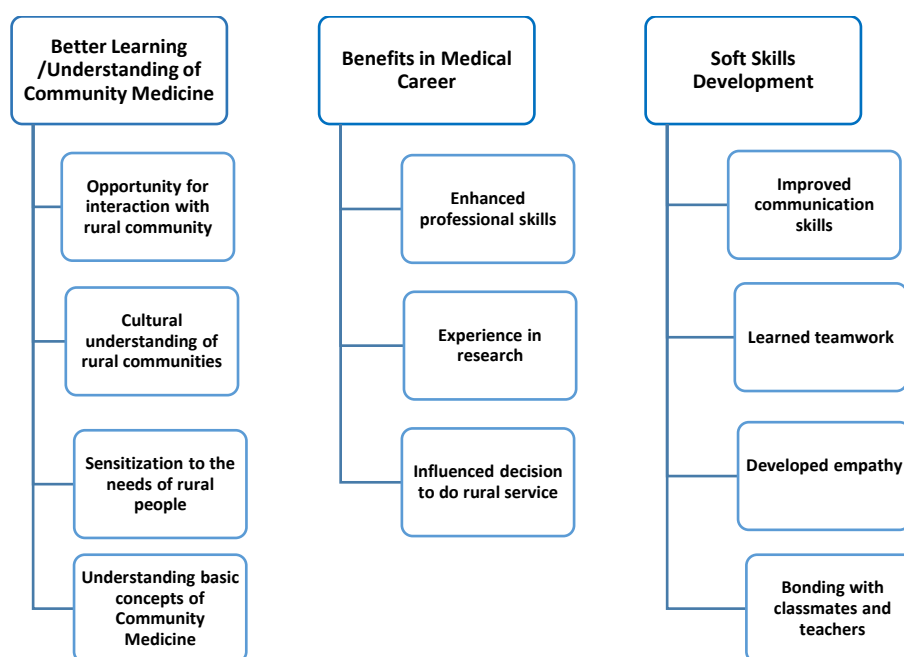 Better Learning
/Understanding of
Community Medicine
Opportunity for
interaction with
rural community
Cultural
understanding of
rural communities
Sensitization to the
needs of rural
people
Understanding basic
concepts of
Community
Medicine
Benefits in Medical
Career
Enhanced
professional skills
Experience in
research
Influenced decision
to do rural service
Soft Skills
Development
Improved
communication
skills
Learned teamwork
Developed empathy
Bonding with
classmates and
teachers